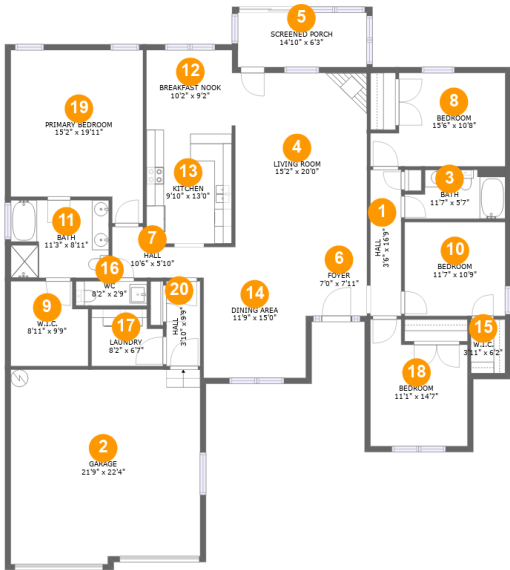 5
SCREENED PORCH
14'10" x 6'3"
12
BREAKFAST NOOK
10'2" x 9'2"
19
PRIMARY BEDROOM
15'2" x 19'11"
8
BEDROOM
15'6" x 10'8"
4
LIVING ROOM
15'2" x 20'0"
13
KITCHEN
9'10" x 13'0"
3
BATH
11'7" x 5'7"
11
BATH
11'3" x 8'11"
1
HALL
3'6" x 16'9"
7
HALL
10'6" x 5'10"
10
BEDROOM
11'7" x 10'9"
6
FOYER
7'0" x 7'11"
16
WC
8'2" x 2'9"
20
HALL
3'10" x 9'9"
14
DINING AREA
11'9" x 15'0"
9
W.I.C.
8'11" x 9'9"
17
LAUNDRY
8'2" x 6'7"
15
W.I.C.
3'11" x 6'2"
18
BEDROOM
11'1" x 14'7"
2
GARAGE
21'9" x 22'4"